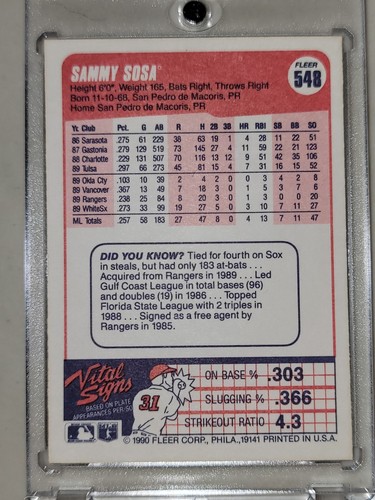 FLEER
548
SAMMY SOSA
Height 6'0", Weight 165, Bats Right, Throws Right
Born 11-10-68, San Pedro de Macoris, PR
Home San Pedro de Macoris, PR
Yr. Club Pct. G AB R H 2B 3B HR RBI SB BB SO
86 Sarasota .275 61 229 38 63 19 1 4 28 11 22 51
87 Gastonia .279 129 519 73 145 27 4 11 59 22 21 123
88 Charlotte .229 131 507 70 116 13 12 9 51 42 35 106
89 Tulsa .297 66 273 45 81 15 4 7 31 16 15 52
89 Okla Cty .103 10 39 2 4 2 0 0 3 4 2 8
89 Vancover .367 13 49 7 18 3 0 1 5 3 7 6
89 Rangers .238 25 84 8 20 3 0 1 3 0 0 20
89 WhiteSx .273 33 99 19 27 5 0 3 10 7 11 27
ML Totals .257 58 183 27 47 8 0 4 13 7 11 47
DID YOU KNOW? Tied for fourth on Sox
in steals, but had only 183 at-bats . . .
Acquired from Rangers in 1989 . . . Led
Gulf Coast League in total bases (96)
and doubles (19) in 1986 . . . Topped
Florida State League with 2 triples in
1988 . . . Signed as a free agent by
Rangers in 1985.
Vital
Signs
BASED ON PLATE
APPEARANCES PER/SO
31
ON BASE % .303
SLUGGING % .366
STRIKEOUT RATIO 4.3
© 1990 FLEER CORP., PHILA., 19141 PRINTED IN U.S.A.